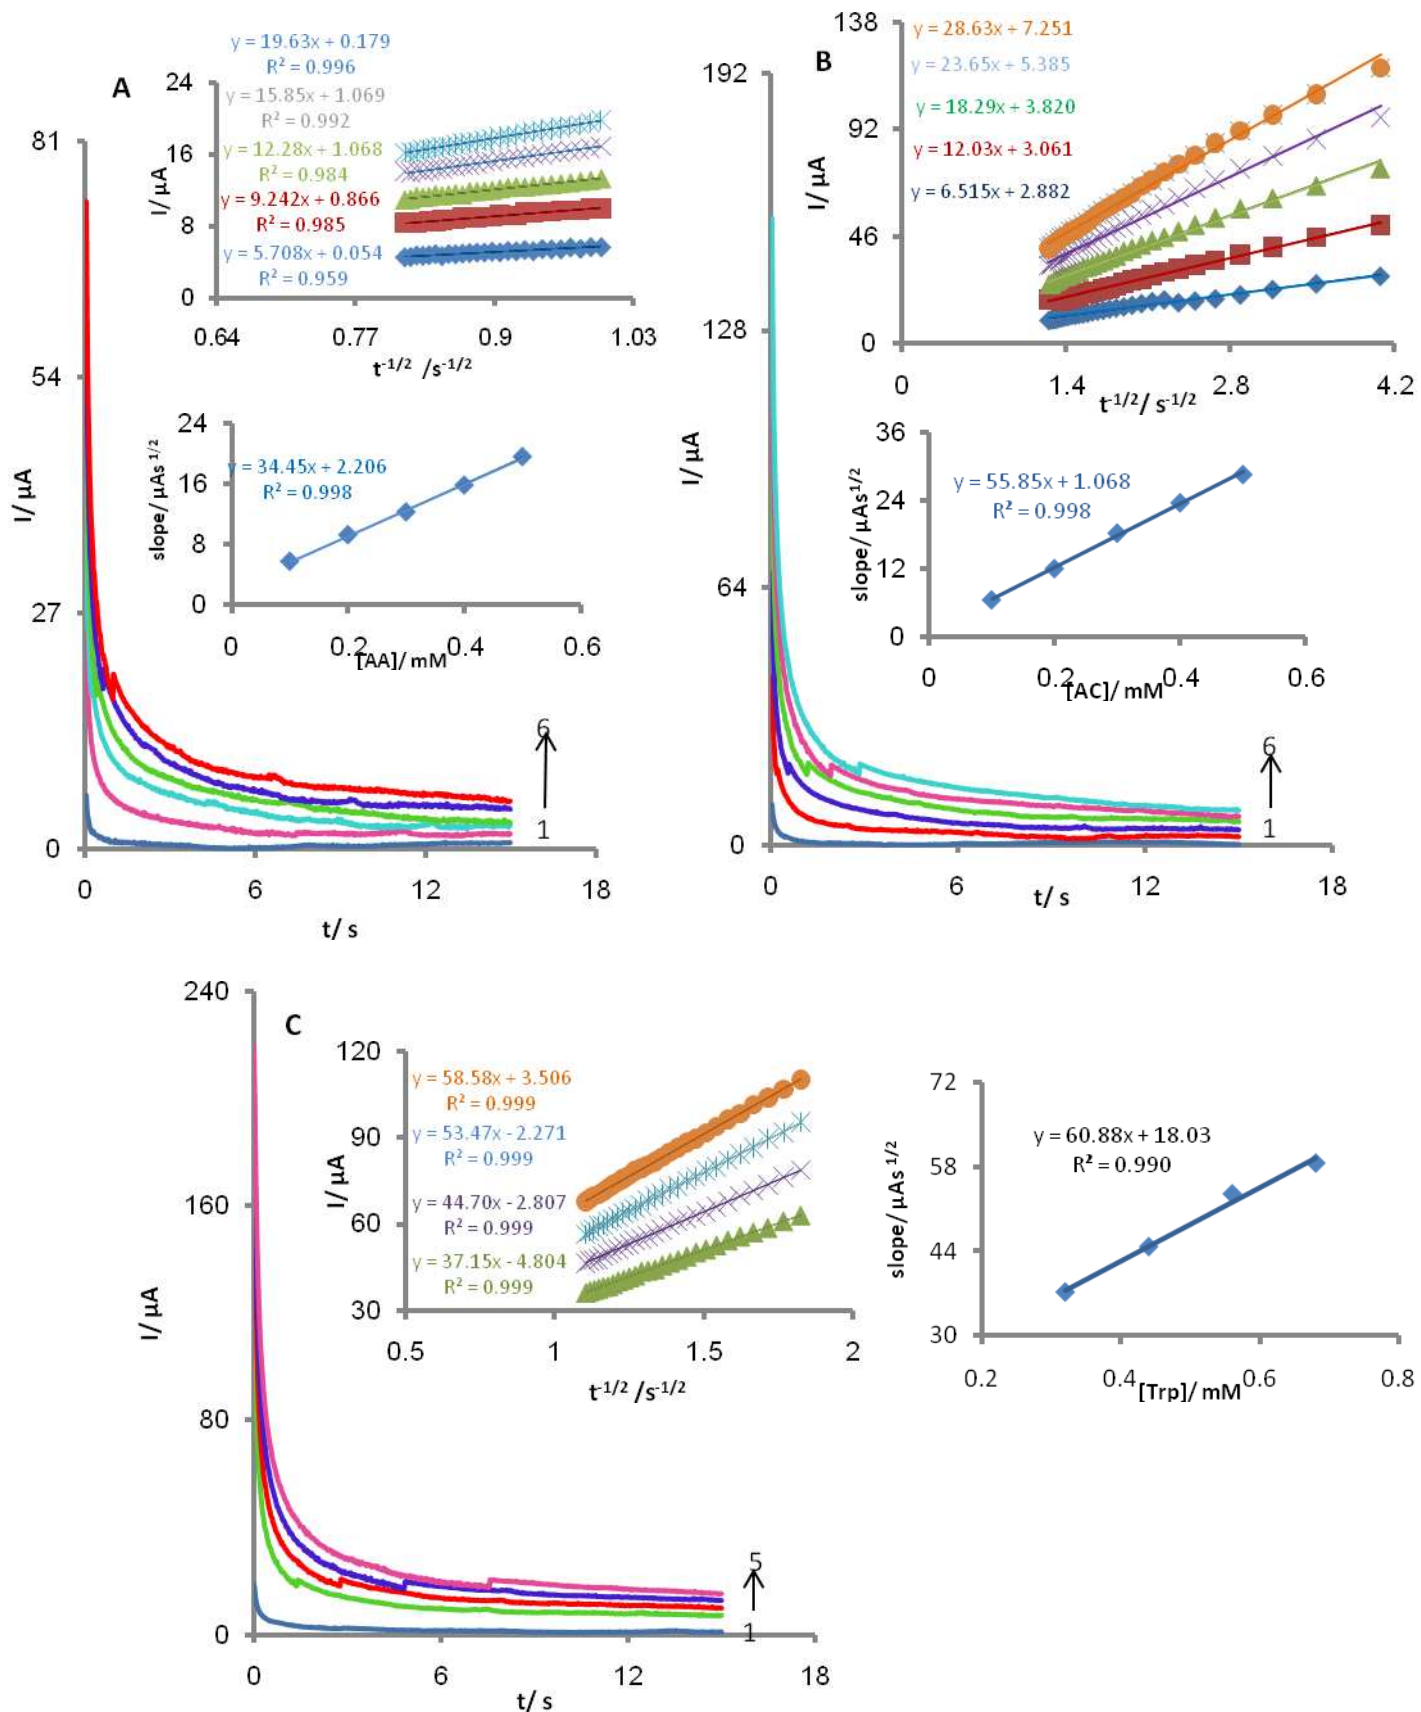 A
y = 19.63x + 0.179
R² = 0.996
y = 15.85x + 1.069
R² = 0.992
y = 12.28x + 1.068
R² = 0.984
y = 9.242x + 0.866
R² = 0.985
y = 5.708x + 0.054
R² = 0.959
24
16
8
0
I/ µA
0.64
0.77
0.9
1.03
t⁻¹/² /s⁻¹/²
24
16
8
0
slope/ µAs¹/²
y = 34.45x + 2.206
R² = 0.998
0
0.2
0.4
0.6
[AA]/ mM
81
54
27
0
I/ µA
6
1
0
6
12
18
t/ s
B
y = 28.63x + 7.251
y = 23.65x + 5.385
y = 18.29x + 3.820
y = 12.03x + 3.061
y = 6.515x + 2.882
138
92
46
0
I/ µA
0
1.4
2.8
4.2
t⁻¹/²/ s⁻¹/²
36
24
12
0
slope/ µAs¹/²
y = 55.85x + 1.068
R² = 0.998
0
0.2
0.4
0.6
[AC]/ mM
192
128
64
0
I/ µA
6
1
0
6
12
18
t/ s
C
y = 58.58x + 3.506
R² = 0.999
y = 53.47x - 2.271
R² = 0.999
y = 44.70x - 2.807
R² = 0.999
y = 37.15x - 4.804
R² = 0.999
120
90
60
30
I/ µA
0.5
1
1.5
2
t⁻¹/² /s⁻¹/²
72
58
44
30
slope/ µAs¹/²
y = 60.88x + 18.03
R² = 0.990
0.2
0.4
0.6
0.8
[Trp]/ mM
240
160
80
0
I/ µA
5
1
0
6
12
18
t/ s